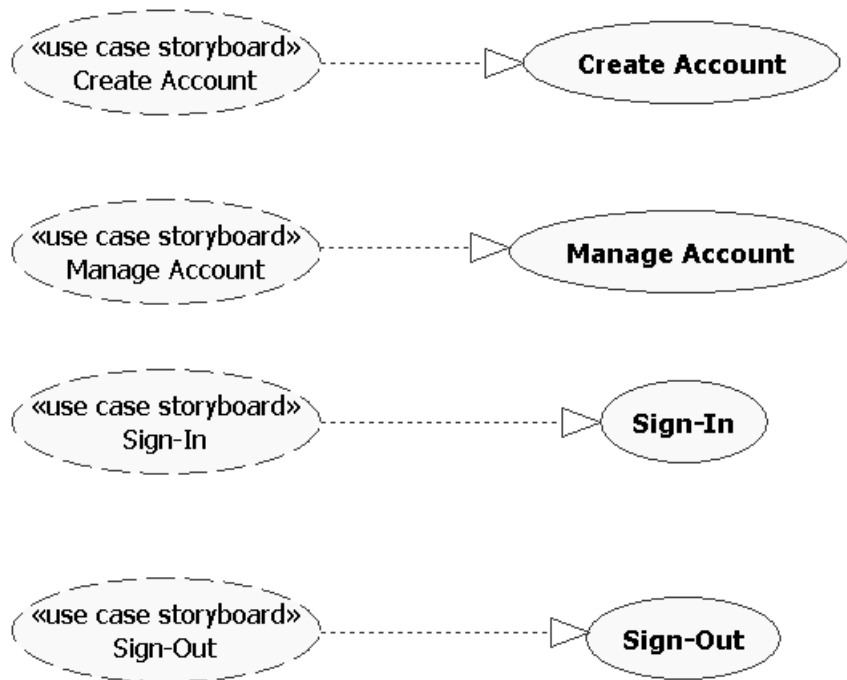 «use case storyboard»
Create Account
Create Account
«use case storyboard»
Manage Account
Manage Account
«use case storyboard»
Sign-In
Sign-In
«use case storyboard»
Sign-Out
Sign-Out